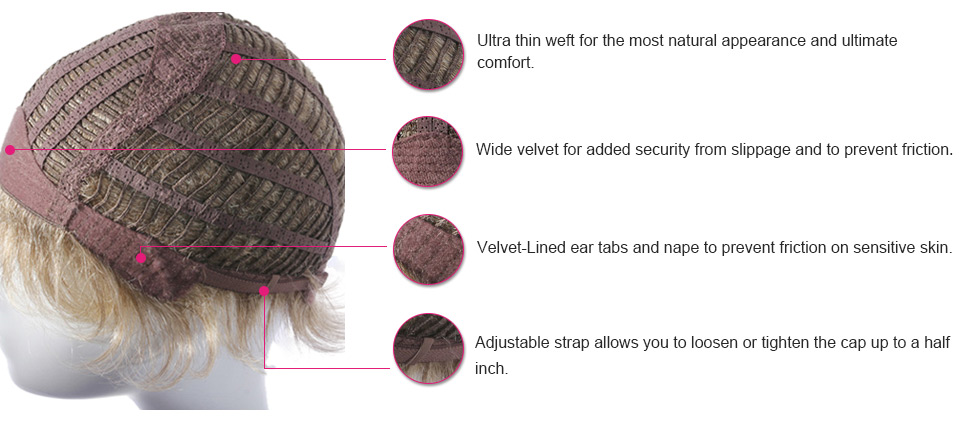 Ultra thin weft for the most natural appearance and ultimate
comfort.
Wide velvet for added security from slippage and to prevent friction.
Velvet-Lined ear tabs and nape to prevent friction on sensitive skin.
Adjustable strap allows you to loosen or tighten the cap up to a half
inch.